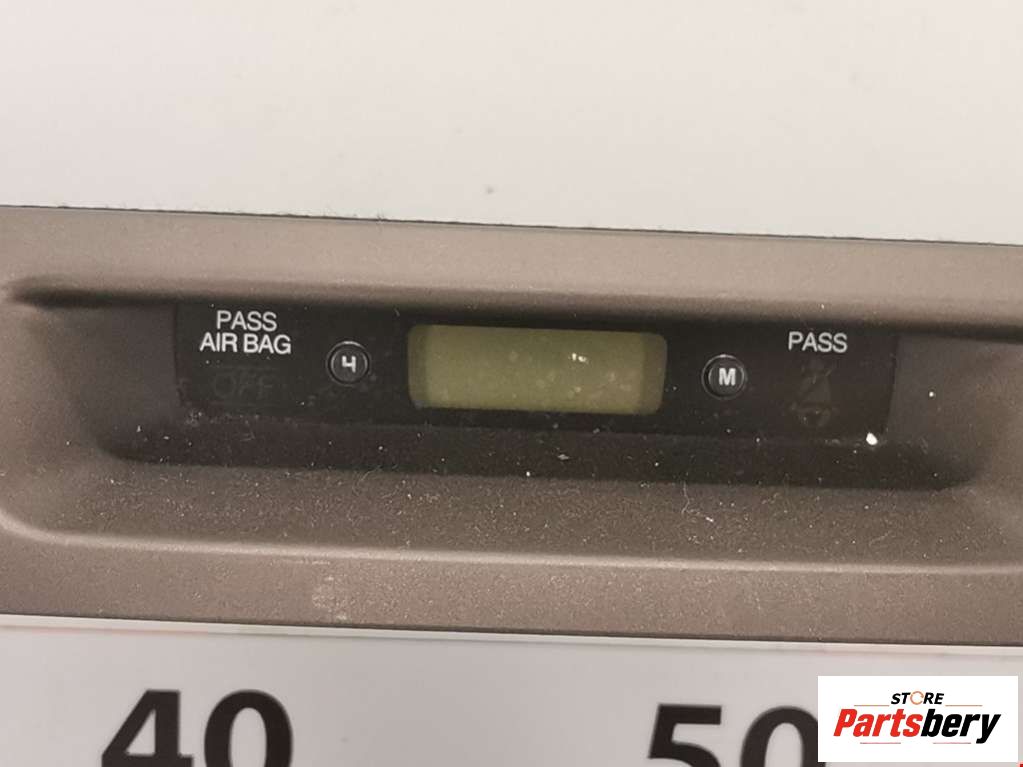 PASS
AIR BAG
OFF
H
M
PASS
40
50
STORE
Partsbery